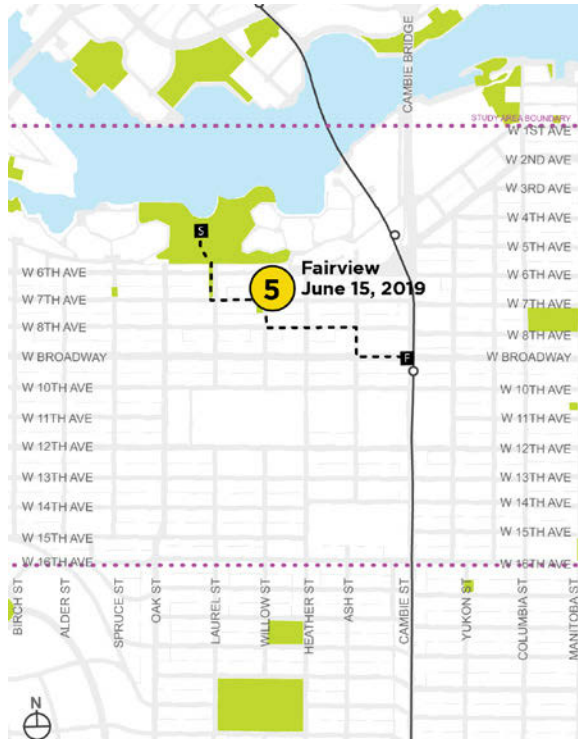 CAMBIE BRIDGE
STUDY AREA BOUNDARY
W 1ST AVE
W 2ND AVE
W 3RD AVE
W 4TH AVE
W 5TH AVE
W 6TH AVE
W 7TH AVE
W 8TH AVE
W BROADWAY
W 10TH AVE
W 11TH AVE
W 12TH AVE
W 13TH AVE
W 14TH AVE
W 15TH AVE
W 16TH AVE
S
5
Fairview
June 15, 2019
F
W 6TH AVE
W 7TH AVE
W 8TH AVE
W BROADWAY
W 10TH AVE
W 11TH AVE
W 12TH AVE
W 13TH AVE
W 14TH AVE
W 15TH AVE
W 16TH AVE
BIRCH ST
ALDER ST
SPRUCE ST
OAK ST
LAUREL ST
WILLOW ST
HEATHER ST
ASH ST
CAMBIE ST
YUKON ST
COLUMBIA ST
MANITOBA ST
N